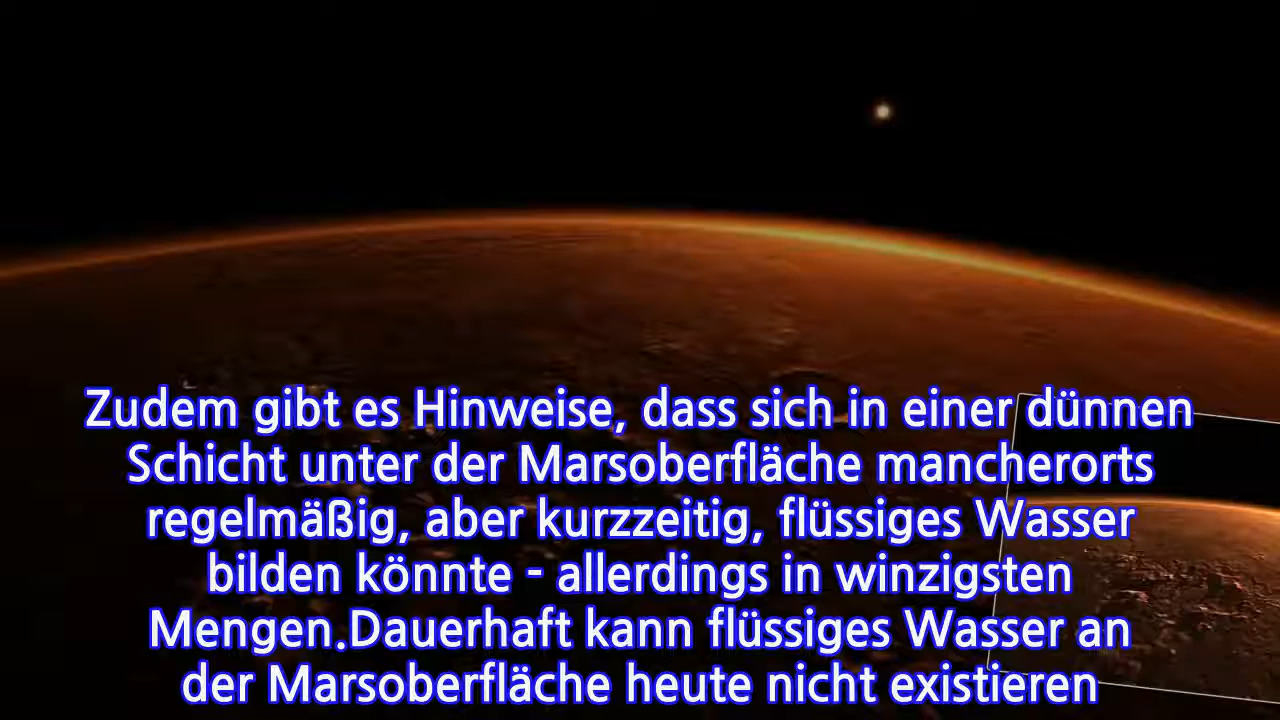 Zudem gibt es Hinweise, dass sich in einer dünnen
Schicht unter der Marsoberfläche mancherorts
regelmäßig, aber kurzzeitig, flüssiges Wasser
bilden könnte - allerdings in winzigsten
Mengen.Dauerhaft kann flüssiges Wasser an
der Marsoberfläche heute nicht existieren